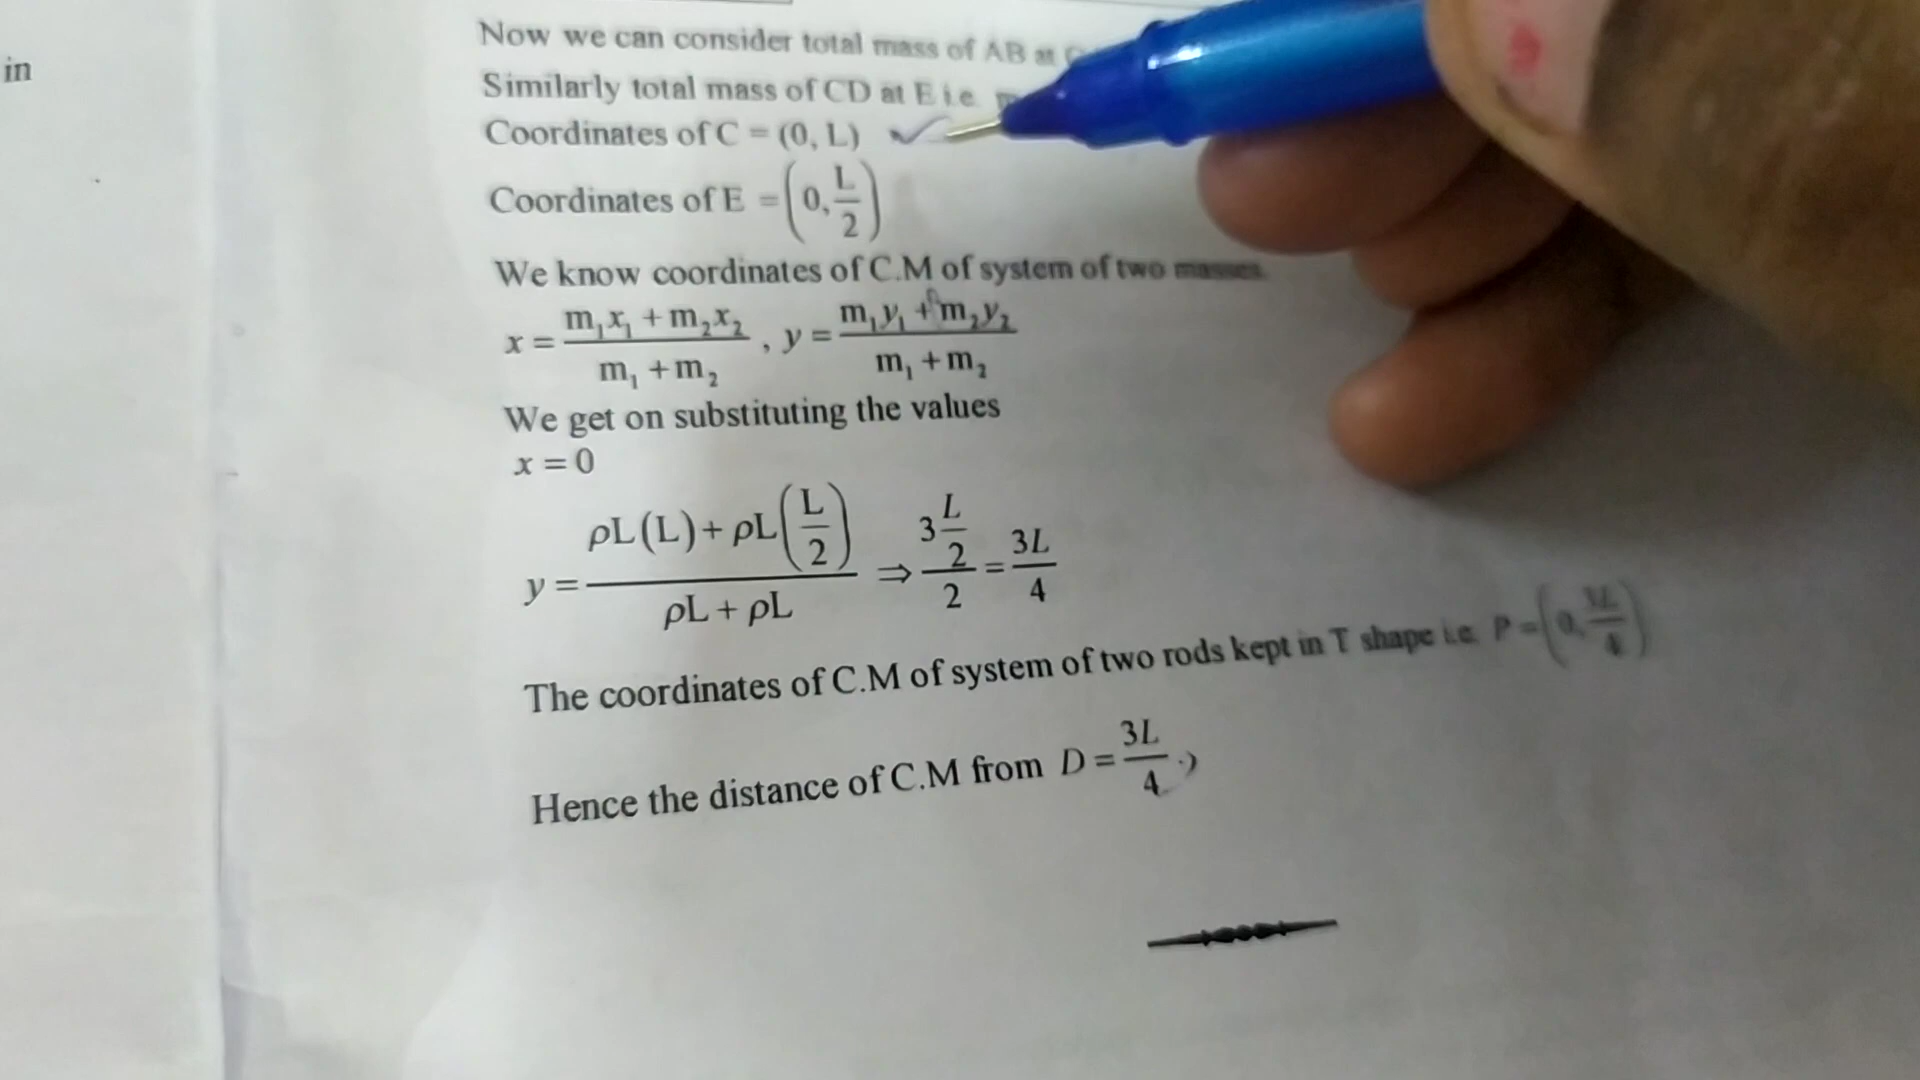 in
Now we can consider total mass of AB at
Similarly total mass of CD at E i.e.
Coordinates of C = (0, L)
Coordinates of E = (0, L/2)
We know coordinates of C.M of system of two masses.
x = (m₁x₁ + m₂x₂)/(m₁ + m₂) , y = (m₁y₁ + m₂y₂)/(m₁ + m₂)
We get on substituting the values
x = 0
y = (ρL(L) + ρL(L/2))/(ρL + ρL) ⇒ (3 L/2)/2 = 3L/4
The coordinates of C.M of system of two rods kept in T shape i.e. P = (0, 3L/4)
Hence the distance of C.M from D = 3L/4